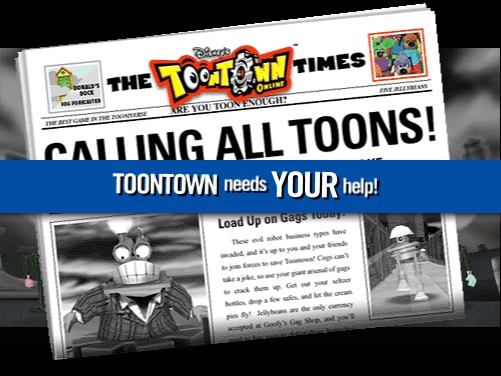 DONALD'S
DOCK
FOG FORECASTED
THE Disney's TOONTOWN ONLINE TIMES
FIVE JELLYBEANS
THE BEST GAME IN THE TOONIVERSE
ARE YOU TOON ENOUGH?
CALLING ALL TOONS!
TOONTOWN needs YOUR help!
Load Up on Gags Today!
These evil robot business types have
invaded, and it's up to you and your friends
to join forces to save Toontown! Cogs can't
take a joke, so use your giant arsenal of gags
to crack them up. Get out your seltzer
bottles, drop a few safes, and let the cream
pies fly! Jellybeans are the only currency
accepted at Goofy's Gag Shop, and you'll